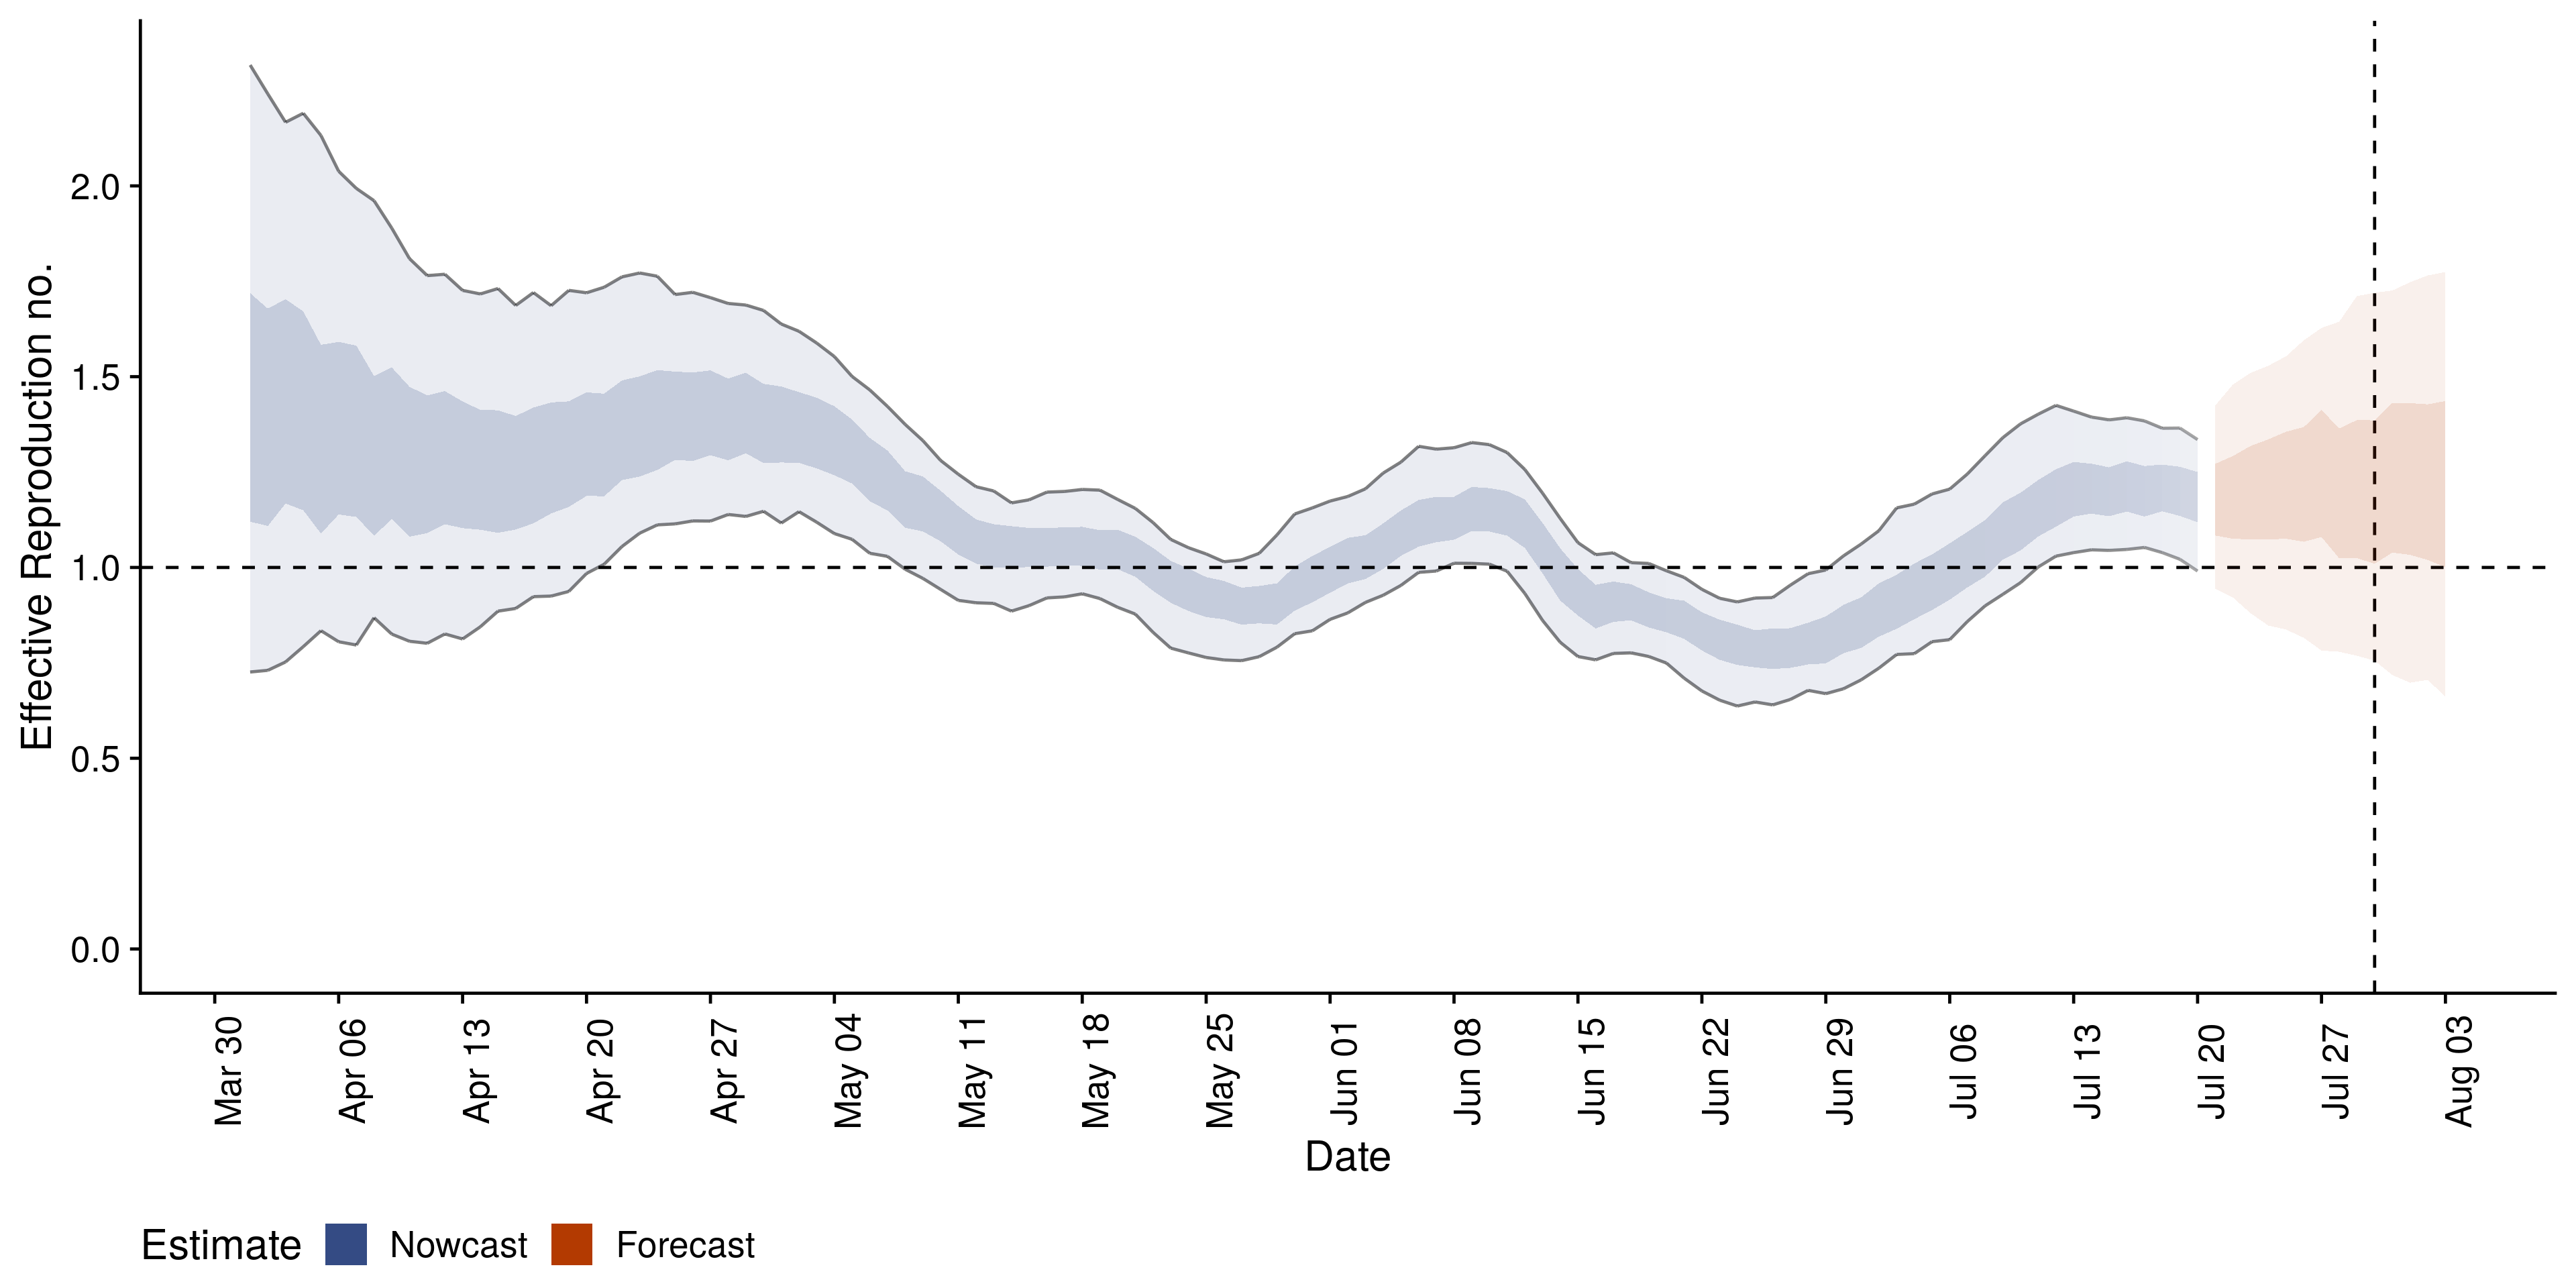 Effective Reproduction no.
2.0
1.5
1.0
0.5
0.0
Mar 30
Apr 06
Apr 13
Apr 20
Apr 27
May 04
May 11
May 18
May 25
Jun 01
Jun 08
Jun 15
Jun 22
Jun 29
Jul 06
Jul 13
Jul 20
Jul 27
Aug 03
Date
Estimate Nowcast Forecast